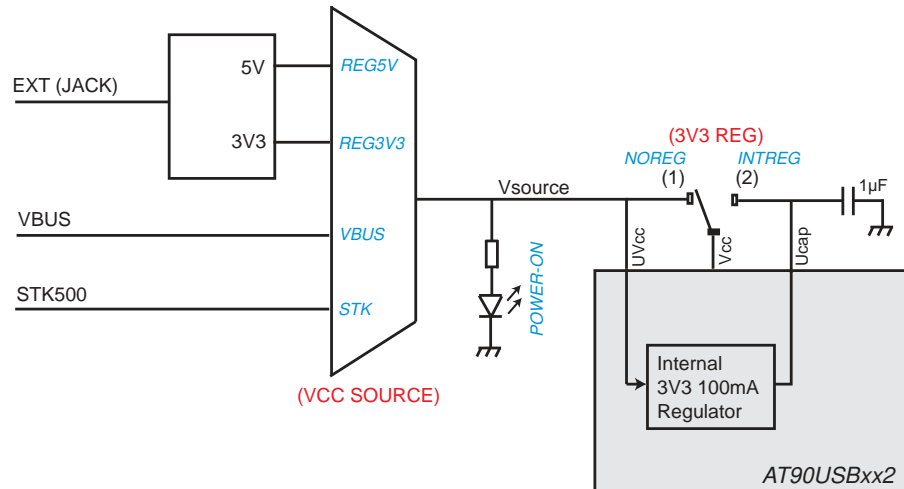 EXT (JACK)
5V
3V3
REG5V
REG3V3
VBUS
VBUS
STK500
STK
(VCC SOURCE)
Vsource
POWER-ON
(3V3 REG)
NOREG
INTREG
(1)
(2)
1µF
UVcc
Vcc
Ucap
Internal
3V3 100mA
Regulator
AT90USBxx2